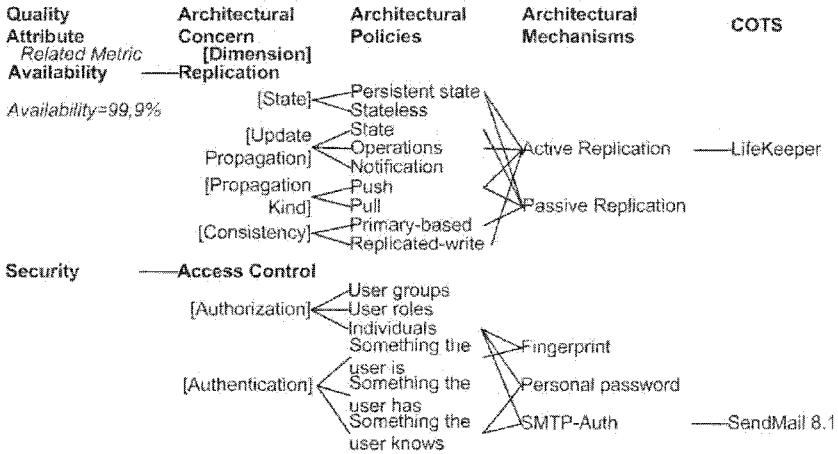 Quality Attribute Architectural Concern Architectural Policies Architectural Mechanisms COTS
Related Metric [Dimension]
Availability Replication
Availability=99,9%
[State] Persistent state
Stateless
[Update Propagation] State
Operations
Notification
Active Replication LifeKeeper
[Propagation Kind] Push
Pull
Passive Replication
[Consistency] Primary-based
Replicated-write
Security Access Control
[Authorization] User groups
User roles
Individuals
[Authentication] Something the user is
Fingerprint
Something the user has
Personal password
Something the user knows
SMTP-Auth SendMail 8.1